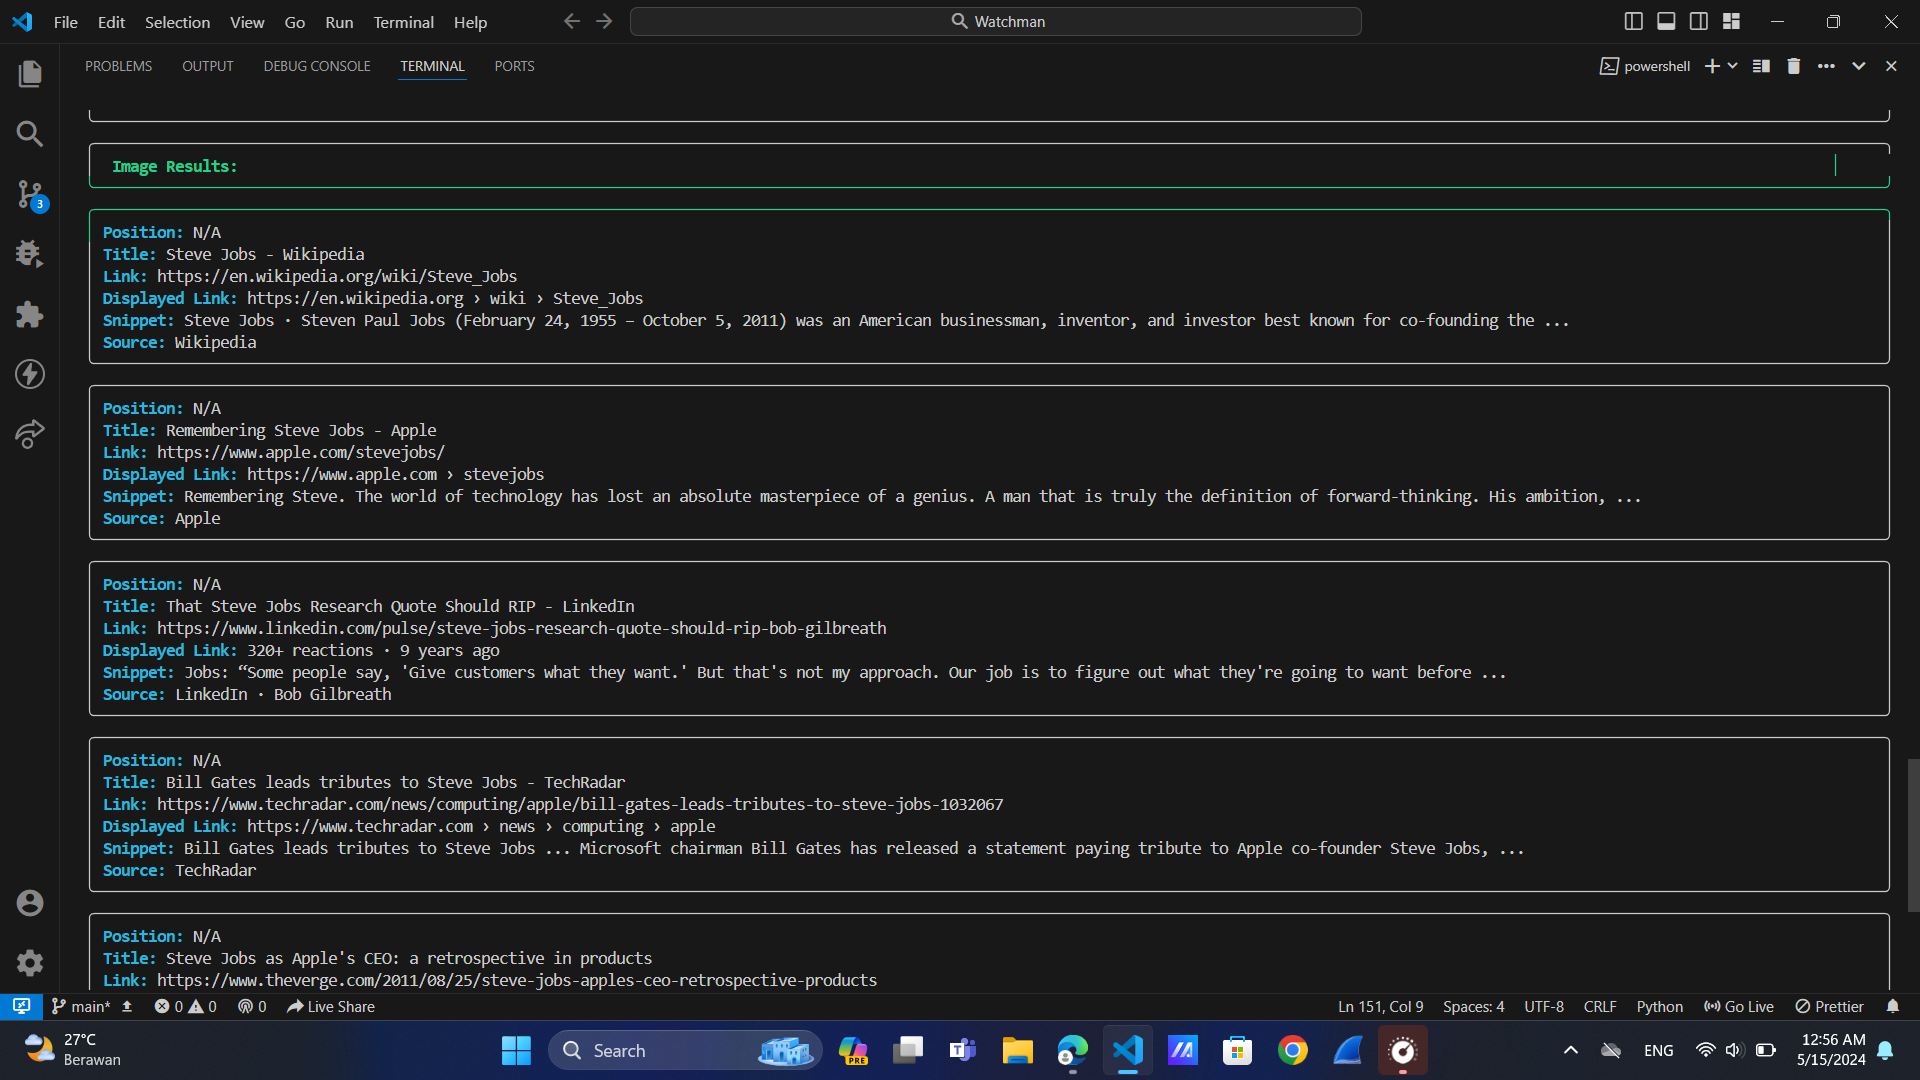 File Edit Selection View Go Run Terminal Help
Watchman
PROBLEMS OUTPUT DEBUG CONSOLE TERMINAL PORTS
powershell
Image Results:
Position: N/A
Title: Steve Jobs - Wikipedia
Link: https://en.wikipedia.org/wiki/Steve_Jobs
Displayed Link: https://en.wikipedia.org › wiki › Steve_Jobs
Snippet: Steve Jobs · Steven Paul Jobs (February 24, 1955 – October 5, 2011) was an American businessman, inventor, and investor best known for co-founding the ...
Source: Wikipedia
Position: N/A
Title: Remembering Steve Jobs - Apple
Link: https://www.apple.com/stevejobs/
Displayed Link: https://www.apple.com › stevejobs
Snippet: Remembering Steve. The world of technology has lost an absolute masterpiece of a genius. A man that is truly the definition of forward-thinking. His ambition, ...
Source: Apple
Position: N/A
Title: That Steve Jobs Research Quote Should RIP - LinkedIn
Link: https://www.linkedin.com/pulse/steve-jobs-research-quote-should-rip-bob-gilbreath
Displayed Link: 320+ reactions · 9 years ago
Snippet: Jobs: “Some people say, 'Give customers what they want.' But that's not my approach. Our job is to figure out what they're going to want before ...
Source: LinkedIn · Bob Gilbreath
Position: N/A
Title: Bill Gates leads tributes to Steve Jobs - TechRadar
Link: https://www.techradar.com/news/computing/apple/bill-gates-leads-tributes-to-steve-jobs-1032067
Displayed Link: https://www.techradar.com › news › computing › apple
Snippet: Bill Gates leads tributes to Steve Jobs ... Microsoft chairman Bill Gates has released a statement paying tribute to Apple co-founder Steve Jobs, ...
Source: TechRadar
Position: N/A
Title: Steve Jobs as Apple's CEO: a retrospective in products
Link: https://www.theverge.com/2011/08/25/steve-jobs-apples-ceo-retrospective-products
3
main* 0 0 0 Live Share Ln 151, Col 9 Spaces: 4 UTF-8 CRLF Python Go Live Prettier
27°C
Berawan
Search
PRE
ENG
12:56 AM
5/15/2024